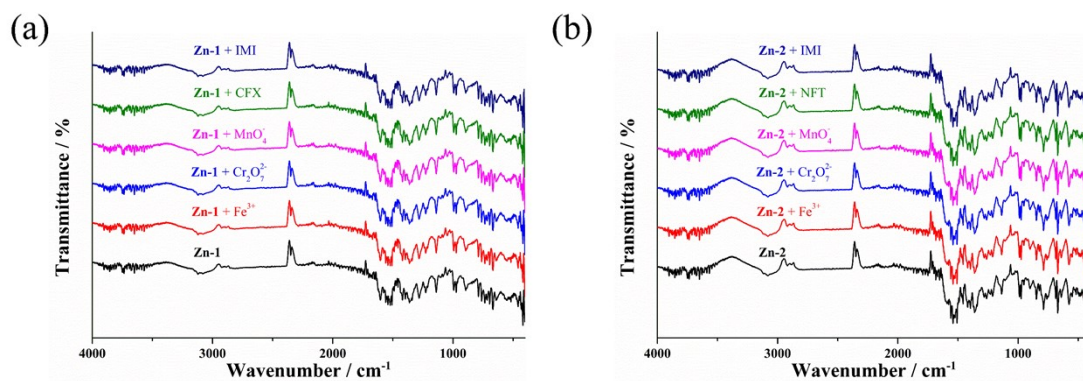 (a)
Transmittance / %
Zn-1 + IMI
Zn-1 + CFX
Zn-1 + MnO₄⁻
Zn-1 + Cr₂O₇²⁻
Zn-1 + Fe³⁺
Zn-1
4000 3000 2000 1000
Wavenumber / cm⁻¹
(b)
Transmittance / %
Zn-2 + IMI
Zn-2 + NFT
Zn-2 + MnO₄⁻
Zn-2 + Cr₂O₇²⁻
Zn-2 + Fe³⁺
Zn-2
4000 3000 2000 1000
Wavenumber / cm⁻¹